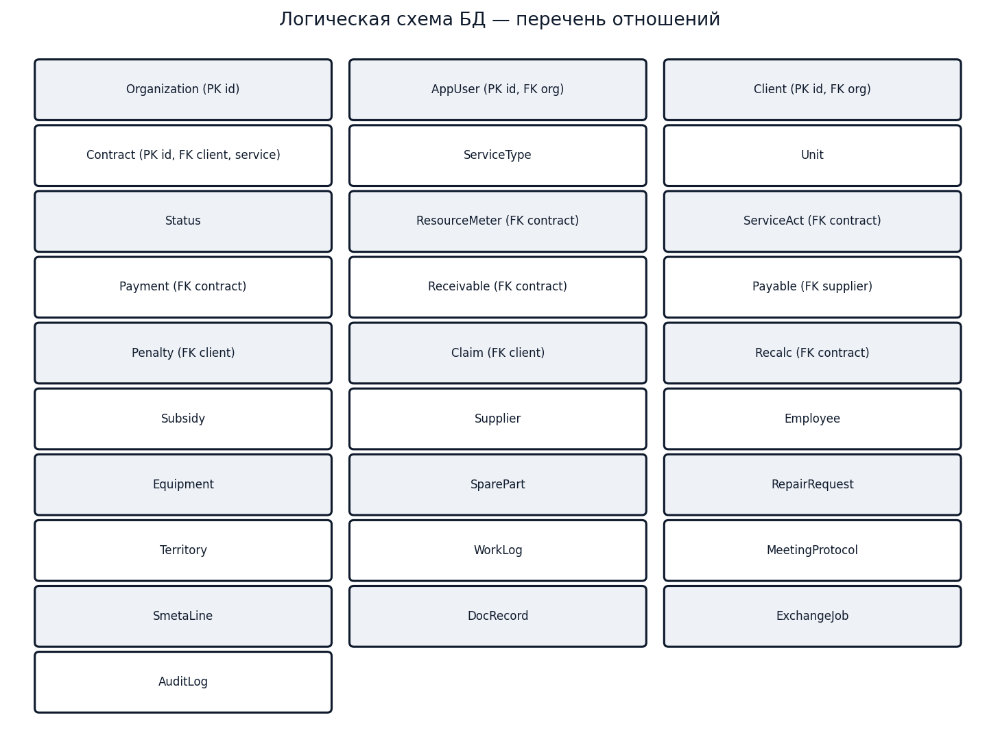 Логическая схема БД — перечень отношений
Organization (PK id)
AppUser (PK id, FK org)
Client (PK id, FK org)
Contract (PK id, FK client, service)
ServiceType
Unit
Status
ResourceMeter (FK contract)
ServiceAct (FK contract)
Payment (FK contract)
Receivable (FK contract)
Payable (FK supplier)
Penalty (FK client)
Claim (FK client)
Recalc (FK contract)
Subsidy
Supplier
Employee
Equipment
SparePart
RepairRequest
Territory
WorkLog
MeetingProtocol
SmetaLine
DocRecord
ExchangeJob
AuditLog